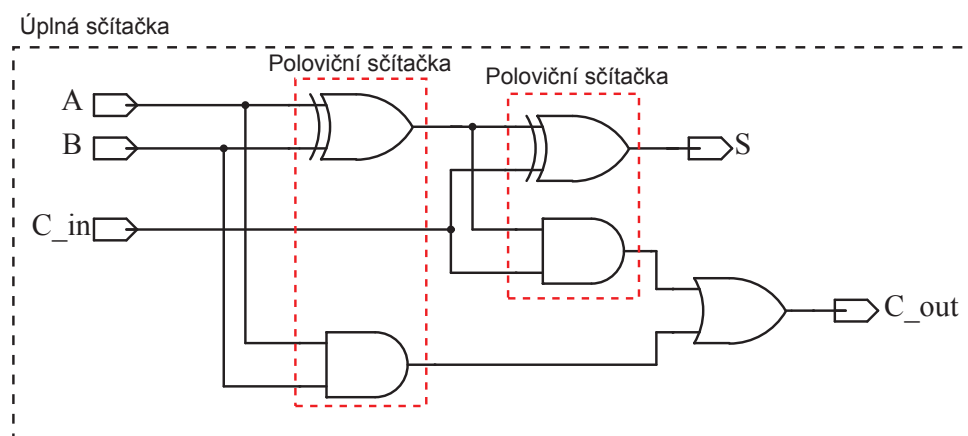 Úplná sčítačka
Poloviční sčítačka
Poloviční sčítačka
A
B
S
C_in
C_out